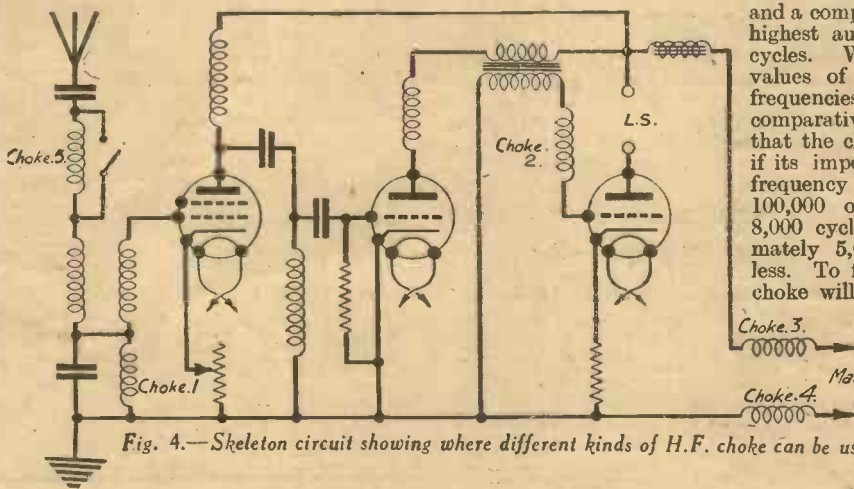 and a comp
highest au
cycles. W
values of
frequencies
comparativ
that the c
if its impe
frequency
100,000 o
8,000 cycl
mately 5,
less. To f
choke will
Choke.5.
L.S.
Choke
2.
Choke.1
Choke.3.
Ma
Choke.4.
Fig. 4.—Skeleton circuit showing where different kinds of H.F. choke can be us